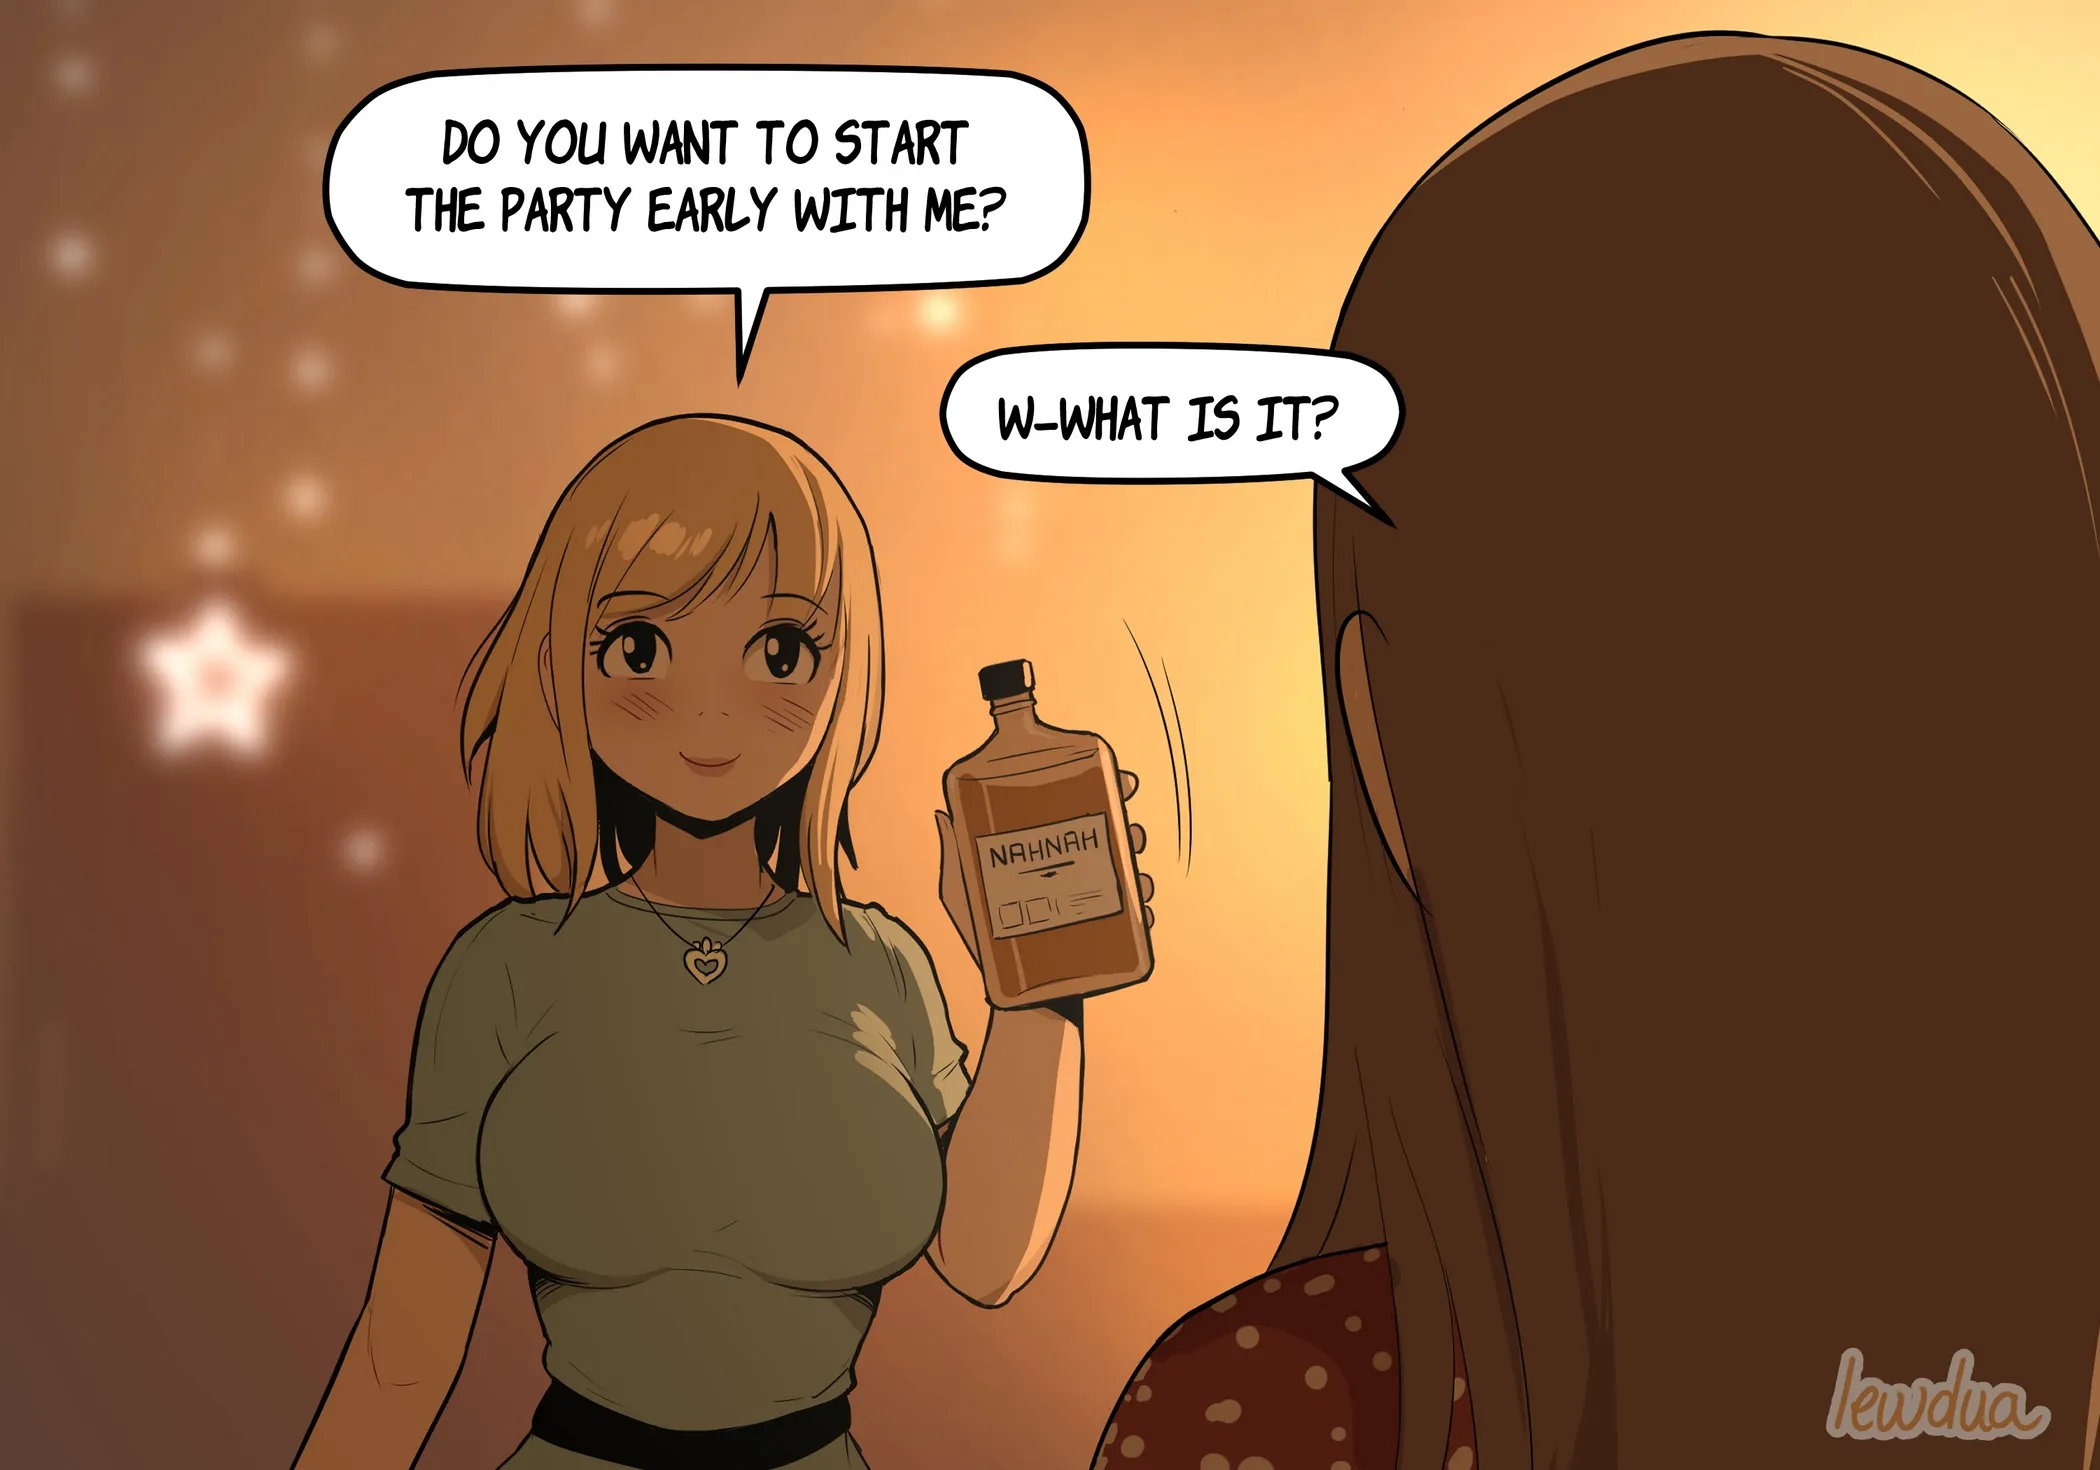 DO YOU WANT TO START
THE PARTY EARLY WITH ME?
W-WHAT IS IT?
NAHNAH
lewdua